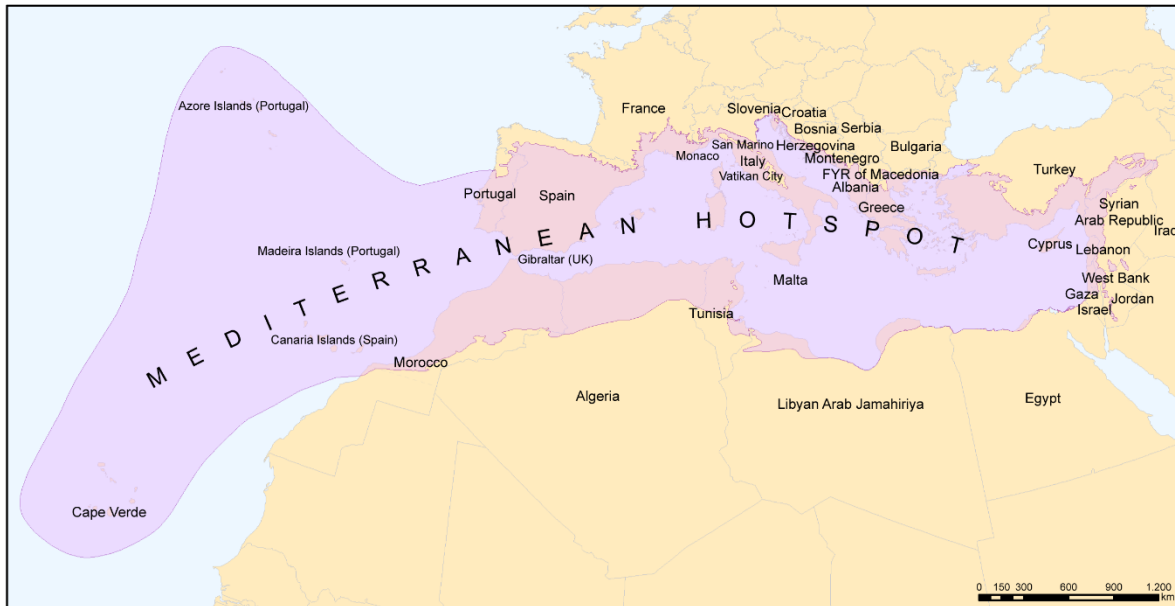 Azore Islands (Portugal)
France
Slovenia
Croatia
Bosnia
Serbia
San Marino
Herzegovina
Bulgaria
Monaco
Italy
Montenegro
Turkey
Vatikan City
FYR of Macedonia
Portugal
Spain
Albania
Syrian
Greece
Arab Republic
Iraq
MEDITERRANEAN HOTSPOT
Madeira Islands (Portugal)
Gibraltar (UK)
Cyprus
Lebanon
Malta
West Bank
Gaza
Jordan
Israel
Tunisia
Canaria Islands (Spain)
Morocco
Algeria
Libyan Arab Jamahiriya
Egypt
Cape Verde
0 150 300 600 900 1.200
km